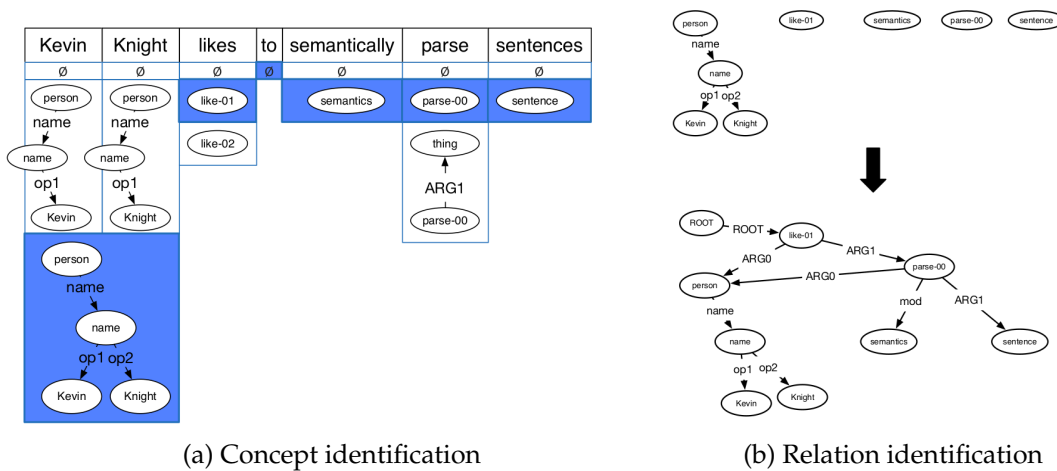 Kevin Knight likes to semantically parse sentences
Ø Ø Ø Ø Ø Ø Ø
person person like-01 semantics parse-00 sentence
name name
like-02 thing
name name
op1 op1 ARG1
Kevin Knight parse-00
person
name
name
op1 op2
Kevin Knight
(a) Concept identification
person like-01 semantics parse-00 sentence
name
name
op1 op2
Kevin Knight
ROOT ROOT like-01
ARG0 ARG1
person ARG0 parse-00
name mod ARG1
name semantics sentence
op1 op2
Kevin Knight
(b) Relation identification